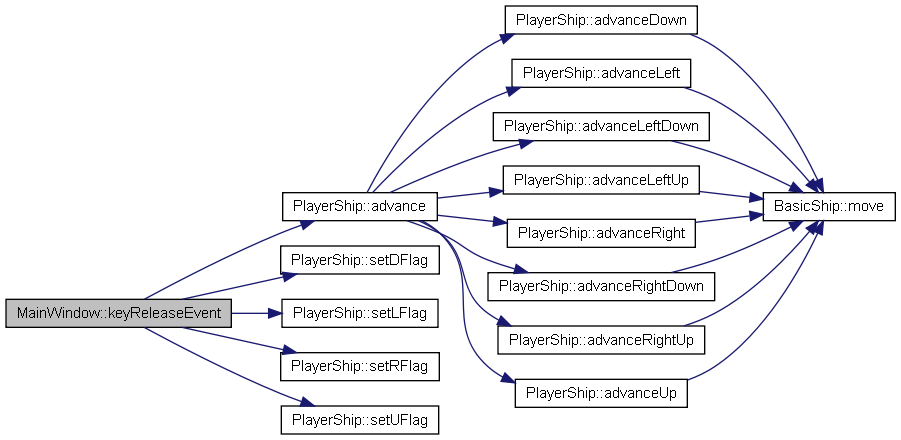 PlayerShip::advanceDown
PlayerShip::advanceLeft
PlayerShip::advanceLeftDown
PlayerShip::advanceLeftUp
PlayerShip::advance
BasicShip::move
PlayerShip::advanceRight
PlayerShip::setDFlag
PlayerShip::advanceRightDown
MainWindow::keyReleaseEvent
PlayerShip::setLFlag
PlayerShip::advanceRightUp
PlayerShip::setRFlag
PlayerShip::advanceUp
PlayerShip::setUFlag